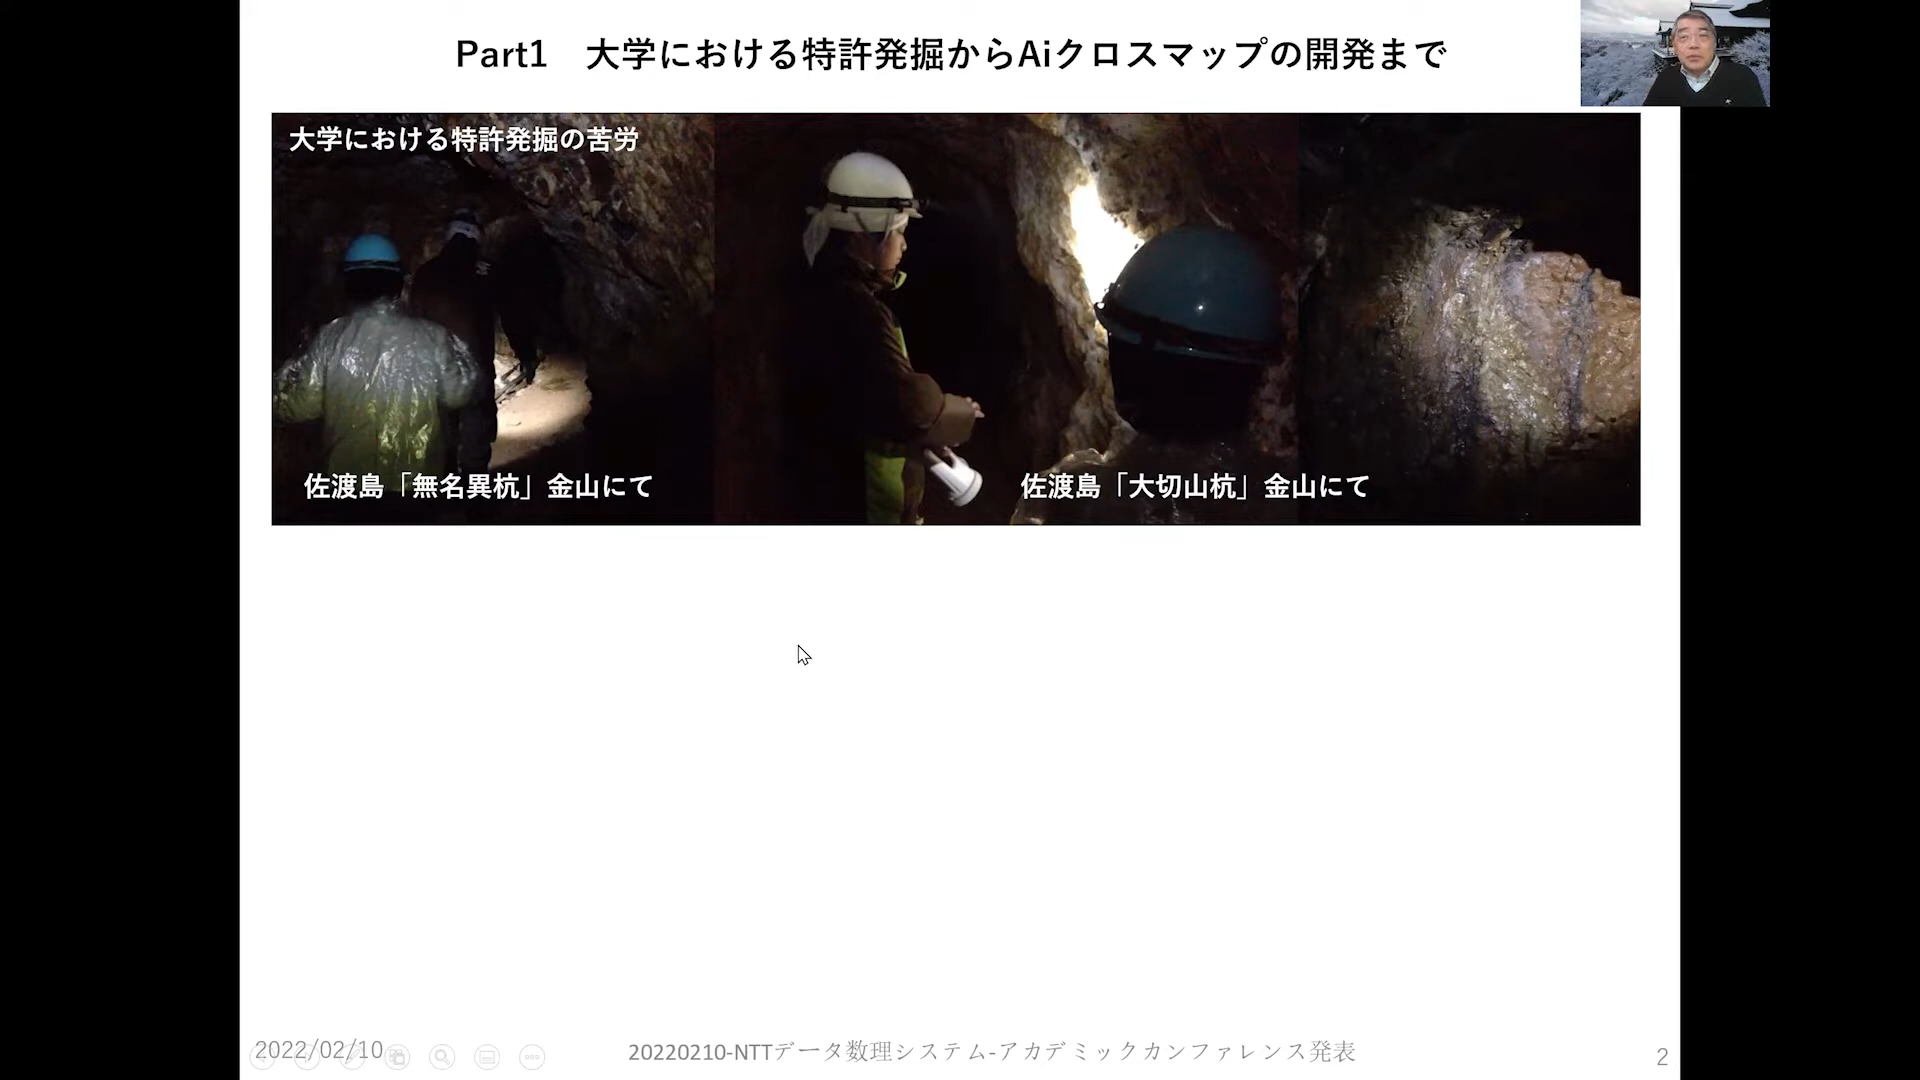 Part1　大学における特許発掘からAiクロスマップの開発まで
大学における特許発掘の苦労
佐渡島「無名異杭」金山にて
佐渡島「大切山杭」金山にて
2022/02/10
20220210-NTTデータ数理システム-アカデミックカンファレンス発表
2